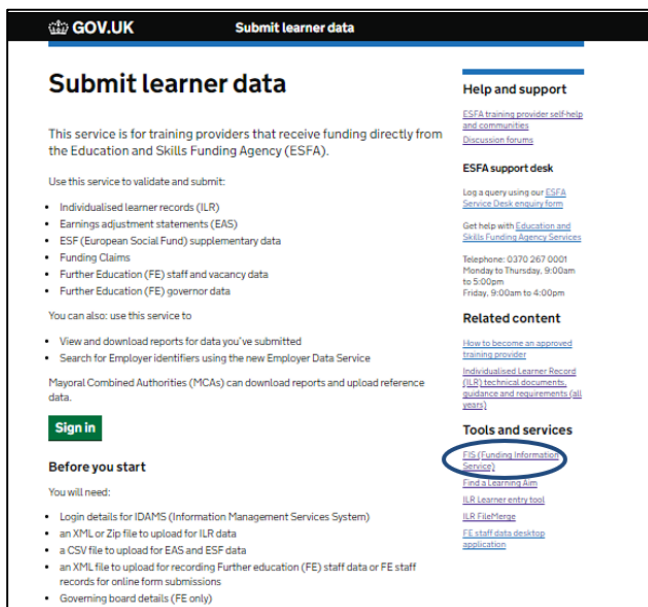 GOV.UK Submit learner data
Submit learner data
This service is for training providers that receive funding directly from
the Education and Skills Funding Agency (ESFA).
Use this service to validate and submit:
• Individualised learner records (ILR)
• Earnings adjustment statements (EAS)
• ESF (European Social Fund) supplementary data
• Funding Claims
• Further Education (FE) staff and vacancy data
• Further Education (FE) governor data
You can also: use this service to
• View and download reports for data you've submitted
• Search for Employer identifiers using the new Employer Data Service
Mayoral Combined Authorities (MCAs) can download reports and upload reference
data.
Sign in
Before you start
You will need:
• Login details for IDAMS (Information Management Services System)
• an XML or Zip file to upload for ILR data
• a CSV file to upload for EAS and ESF data
• an XML file to upload for recording Further education (FE) staff data or FE staff
records for online form submissions
• Governing board details (FE only)
Help and support
ESFA training provider self-help
and communities
Discussion forums
ESFA support desk
Log a query using our ESFA
Service Desk enquiry form
Get help with Education and
Skills Funding Agency Services
Telephone: 0370 267 0001
Monday to Thursday, 9:00am
to 5:00pm
Friday, 9:00am to 4:00pm
Related content
How to become an approved
training provider
Individualised Learner Record
(ILR) technical documents,
guidance and requirements (all
years)
Tools and services
FIS (Funding Information
Service)
Find a Learning Aim
ILR Learner entry tool
ILR FileMerge
FE staff data desktop
application